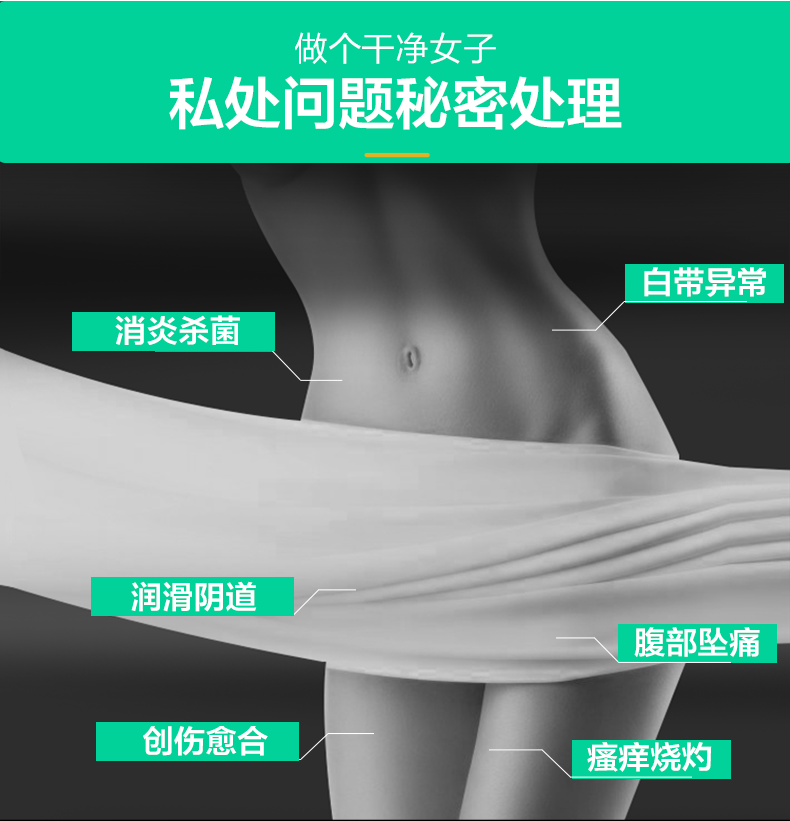 做个干净女子
私处问题秘密处理
白带异常
消炎杀菌
润滑阴道
腹部坠痛
创伤愈合
瘙痒烧灼